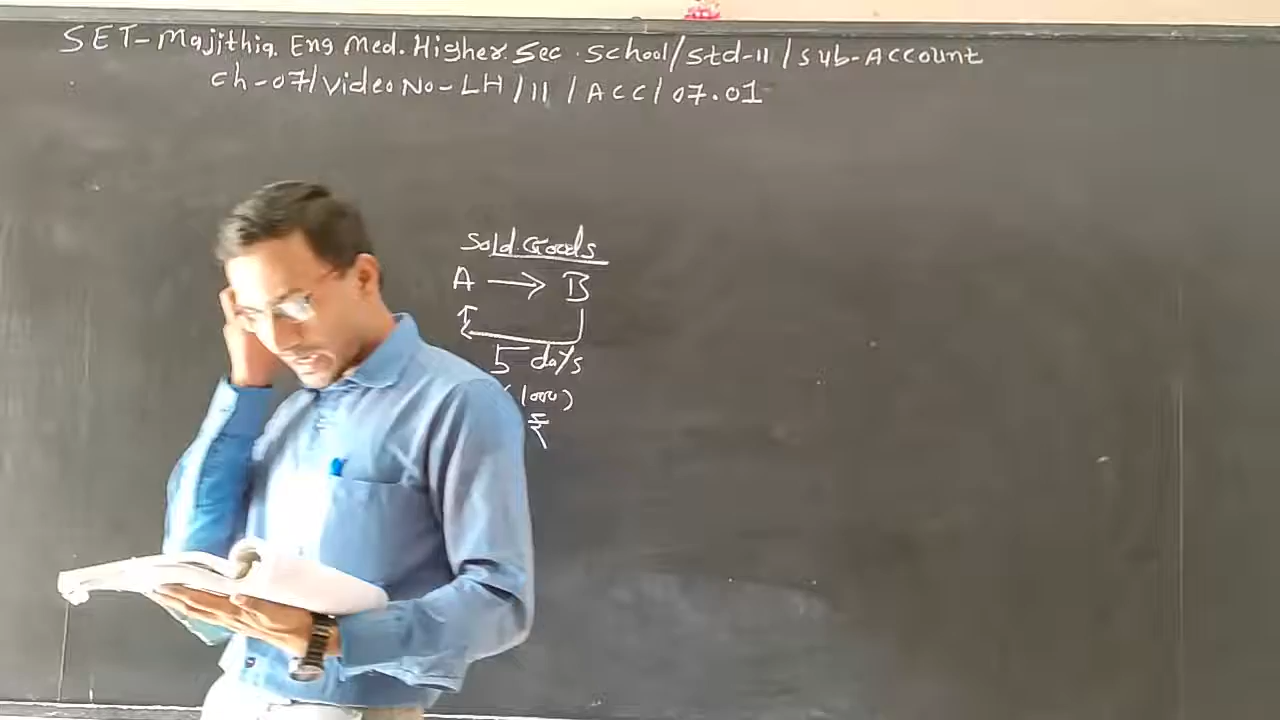 SET-Majithia Eng Med. Higher Sec. School/Std-11/Sub-Account
Ch-07/Video No-LH/11/ACC/07.01
Sold Goods
A → B
5 days
(1000)
₹